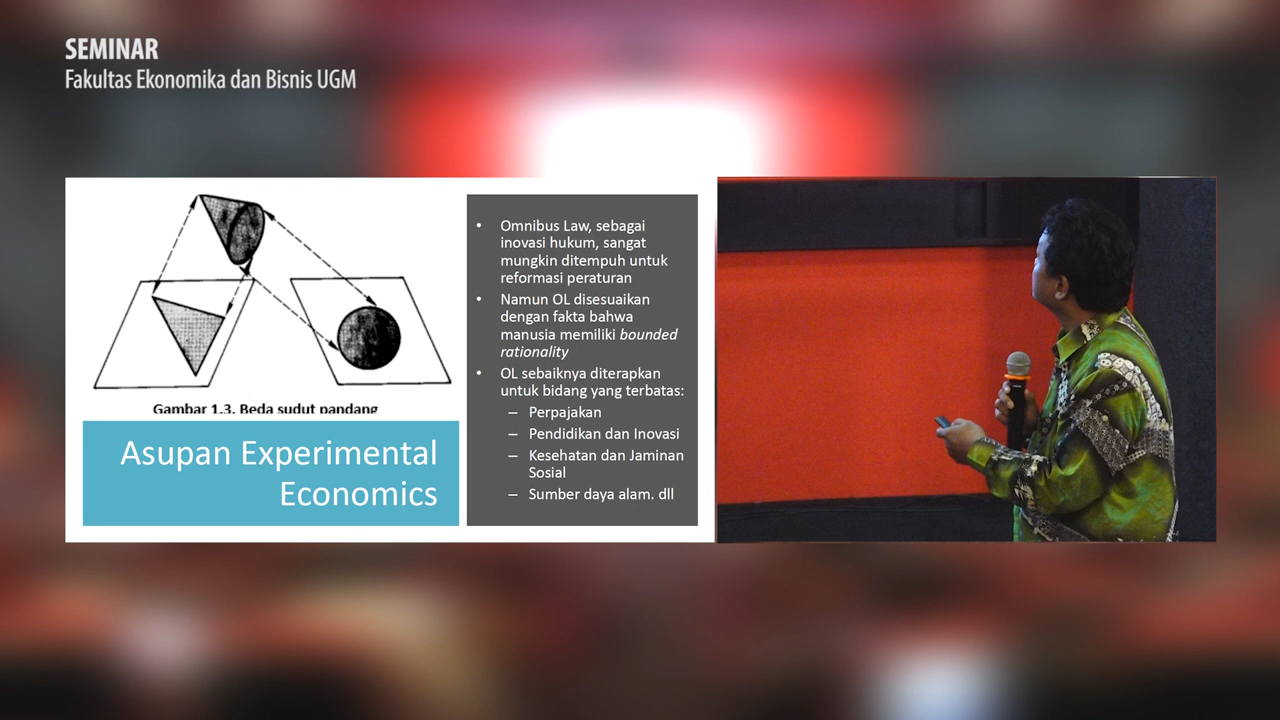 SEMINAR
Fakultas Ekonomika dan Bisnis UGM
Gambar 1.3. Beda sudut pandang
Asupan Experimental
Economics
• Omnibus Law, sebagai
inovasi hukum, sangat
mungkin ditempuh untuk
reformasi peraturan
• Namun OL disesuaikan
dengan fakta bahwa
manusia memiliki bounded
rationality
• OL sebaiknya diterapkan
untuk bidang yang terbatas:
– Perpajakan
– Pendidikan dan Inovasi
– Kesehatan dan Jaminan
Sosial
– Sumber daya alam. dll